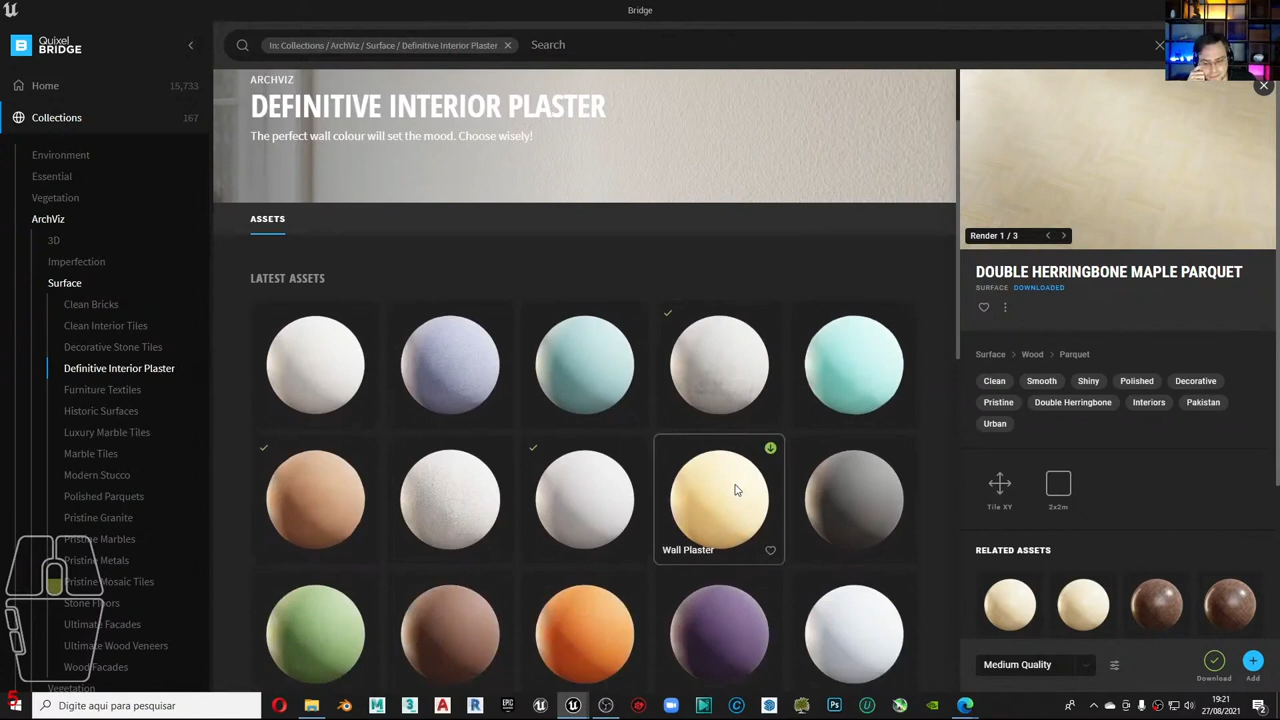 Bridge
Quixel
BRIDGE
In: Collections / ArchViz / Surface / Definitive Interior Plaster
Search
Home 15,733
Collections 167
Environment
Essential
Vegetation
ArchViz
3D
Imperfection
Surface
Clean Bricks
Clean Interior Tiles
Decorative Stone Tiles
Definitive Interior Plaster
Furniture Textiles
Historic Surfaces
Luxury Marble Tiles
Marble Tiles
Modern Stucco
Polished Parquets
Pristine Granite
Pristine Marbles
Pristine Metals
Pristine Mosaic Tiles
Stone Floors
Ultimate Facades
Ultimate Wood Veneers
Wood Facades
Vegetation
ARCHVIZ
DEFINITIVE INTERIOR PLASTER
The perfect wall colour will set the mood. Choose wisely!
ASSETS
LATEST ASSETS
Wall Plaster
Render 1 / 3
DOUBLE HERRINGBONE MAPLE PARQUET
SURFACE DOWNLOADED
Surface > Wood > Parquet
Clean Smooth Shiny Polished Decorative
Pristine Double Herringbone Interiors Pakistan
Urban
Tile XY 2x2m
RELATED ASSETS
Medium Quality
Download Add
5
Digite aqui para pesquisar
19:21
27/08/2021